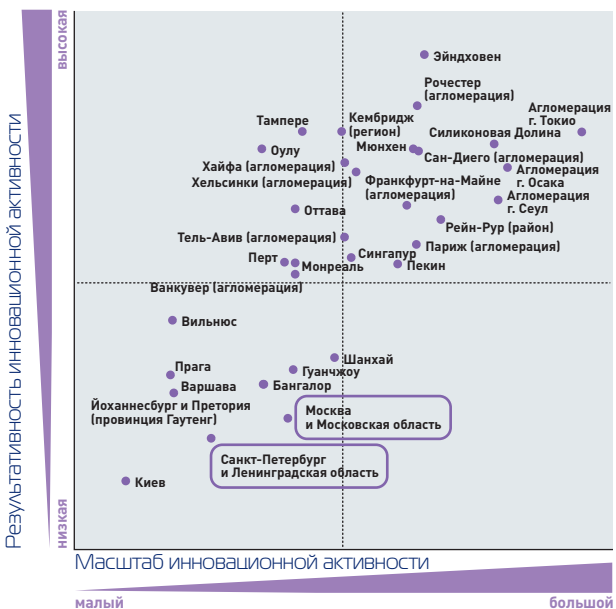 высокая
Результативность инновационной активности
низкая
Эйндховен
Рочестер
(агломерация)
Агломерация
г. Токио
Тампере
Кембридж
(регион)
Силиконовая Долина
Оулу
Мюнхен
Сан-Диего (агломерация)
Хайфа (агломерация)
Агломерация
г. Осака
Хельсинки (агломерация)
Франкфурт-на-Майне
(агломерация)
Агломерация
г. Сеул
Оттава
Рейн-Рур (район)
Тель-Авив (агломерация)
Париж (агломерация)
Перт
Монреаль
Сингапур
Пекин
Ванкувер (агломерация)
Вильнюс
Шанхай
Прага
Гуанчжоу
Варшава
Бангалор
Йоханнесбург и Претория
(провинция Гаутенг)
Москва
и Московская область
Санкт-Петербург
и Ленинградская область
Киев
Масштаб инновационной активности
малый
большой